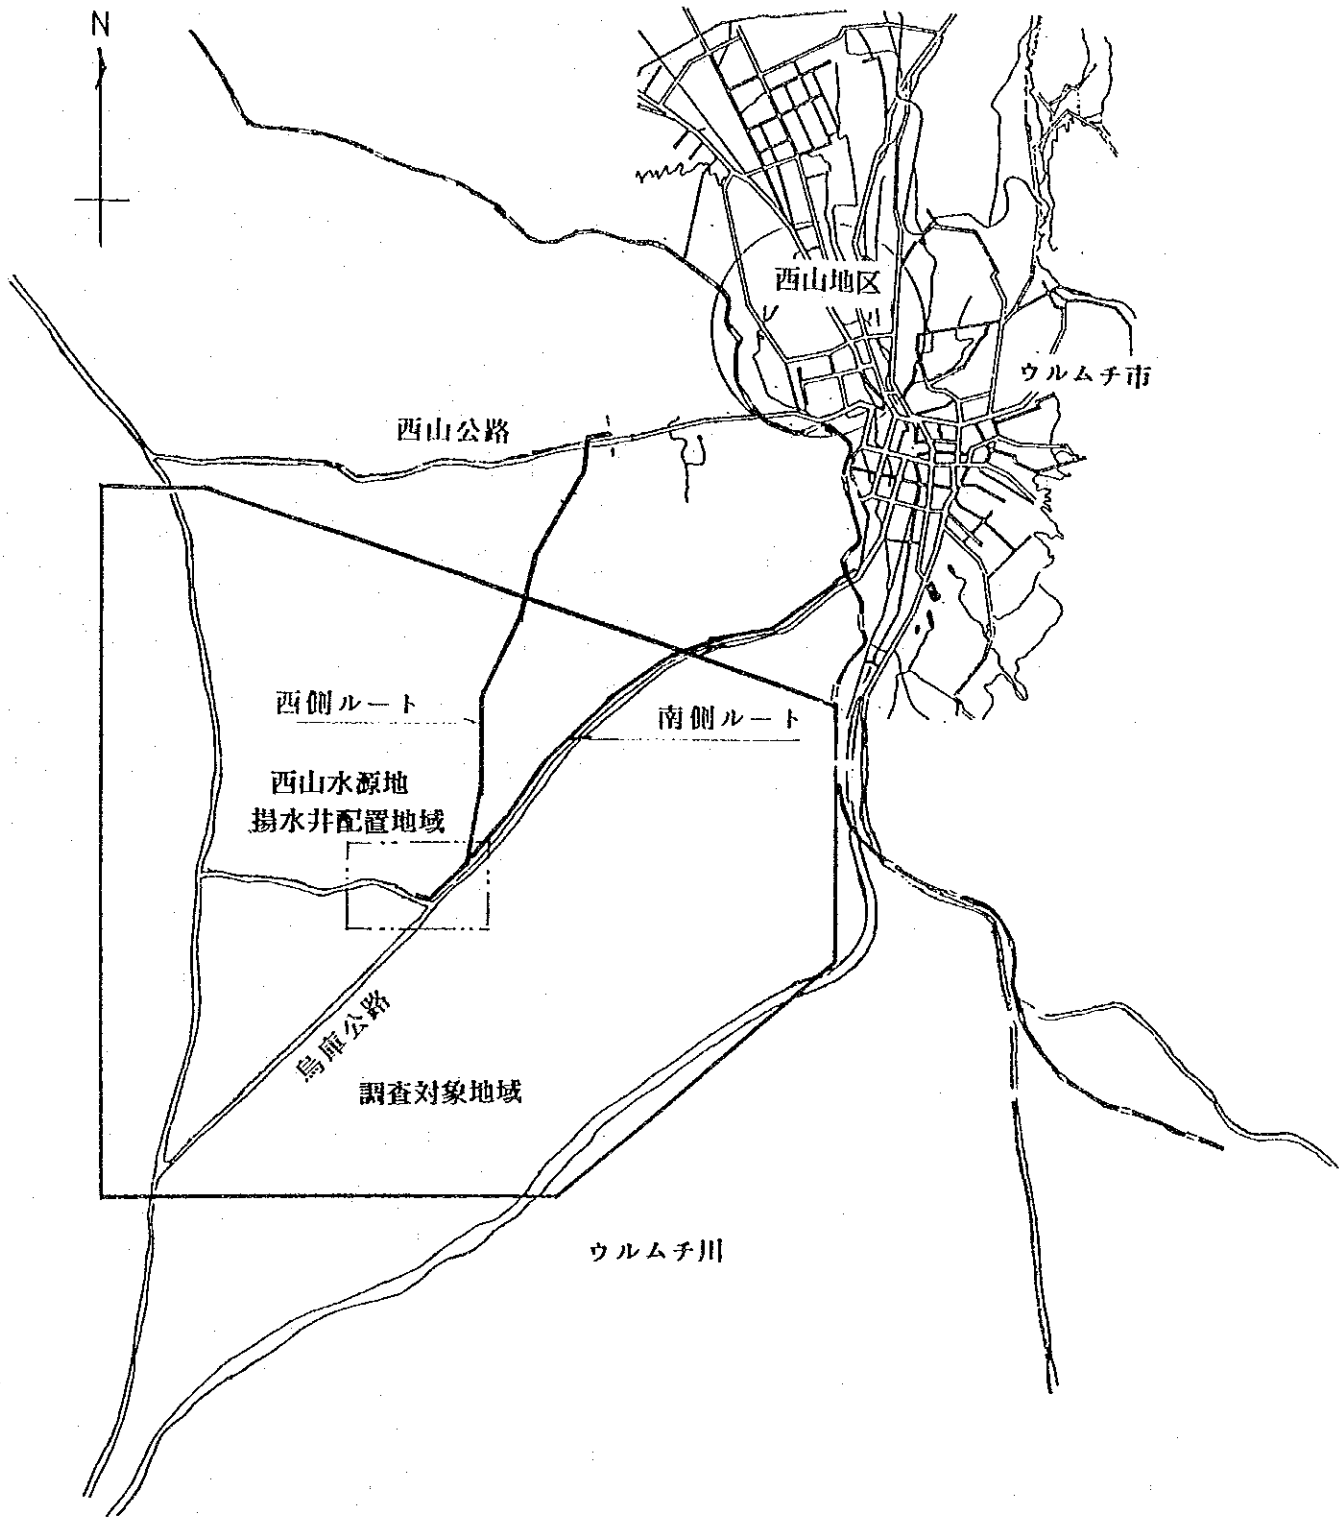 N
西山地区
ウルムチ市
西山公路
西側ルート
南側ルート
西山水源地
揚水井配置地域
烏庫公路
調査対象地域
ウルムチ川